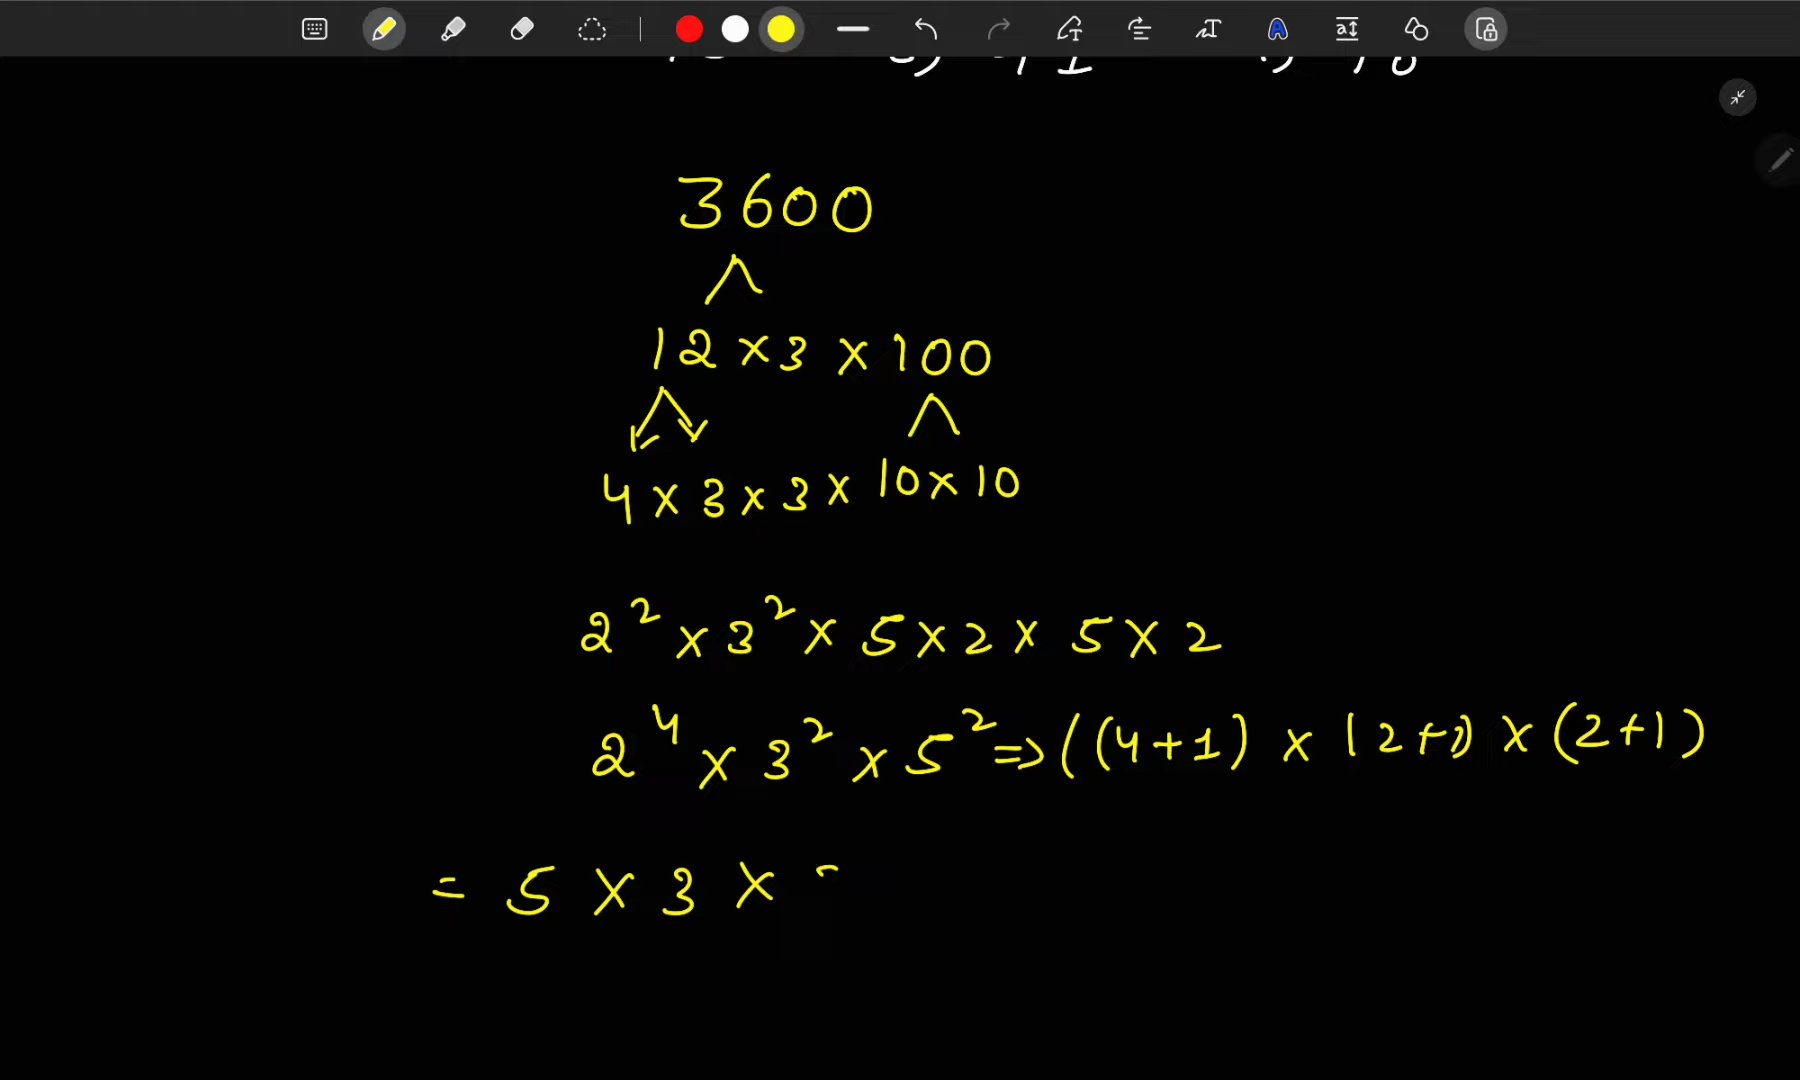 3600
12 × 3 × 100
4 × 3 × 3 × 10 × 10
2² × 3² × 5 × 2 × 5 × 2
2⁴ × 3² × 5² ⇒ ((4+1) × (2+1) × (2+1)
= 5 × 3 ×